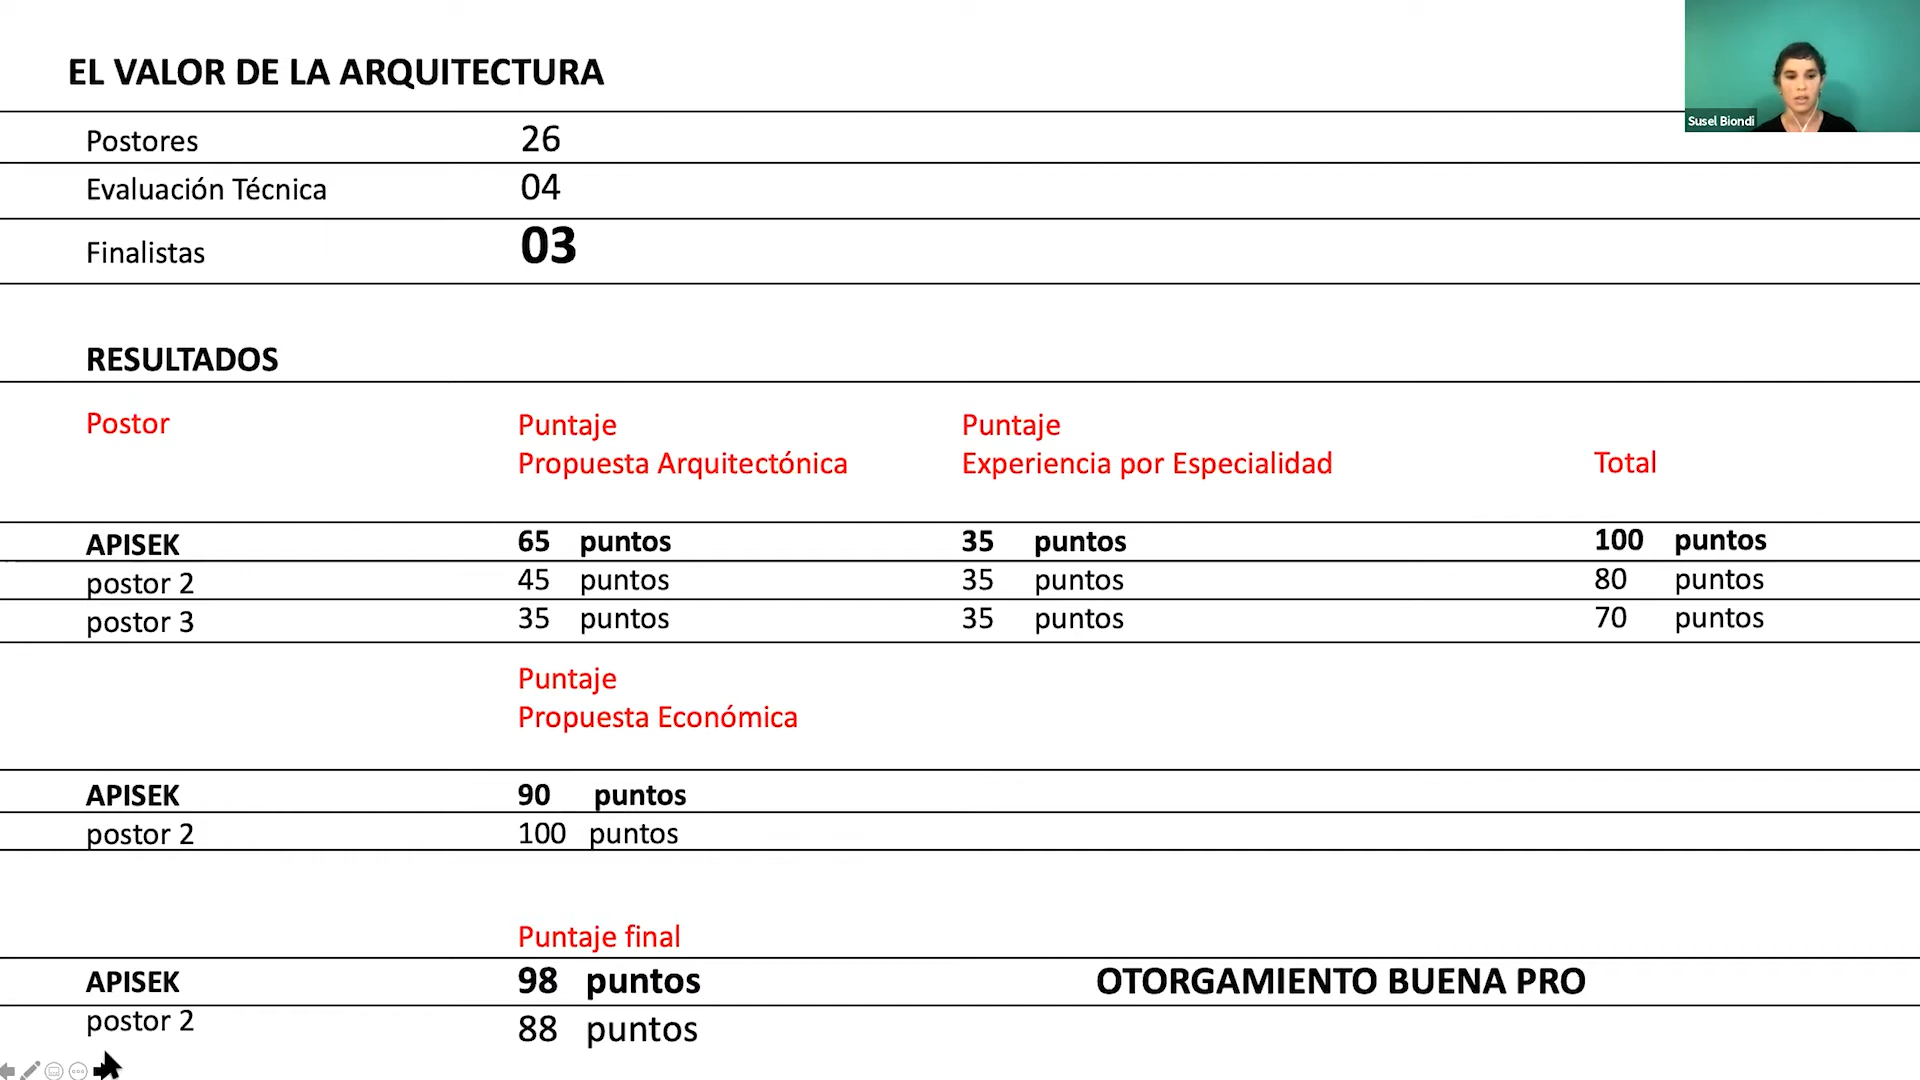 EL VALOR DE LA ARQUITECTURA
Susel Biondi
Postores 26
Evaluación Técnica 04
Finalistas 03
RESULTADOS
Postor
Puntaje
Propuesta Arquitectónica
Puntaje
Experiencia por Especialidad
Total
APISEK 65 puntos 35 puntos 100 puntos
postor 2 45 puntos 35 puntos 80 puntos
postor 3 35 puntos 35 puntos 70 puntos
Puntaje
Propuesta Económica
APISEK 90 puntos
postor 2 100 puntos
Puntaje final
APISEK 98 puntos OTORGAMIENTO BUENA PRO
postor 2 88 puntos